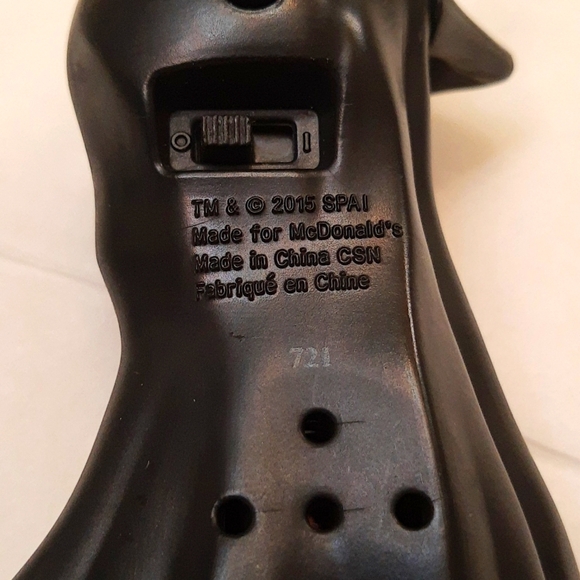 O I
TM & © 2015 SPAI
Made for McDonald's
Made in China CSN
Fabriqué en Chine
721